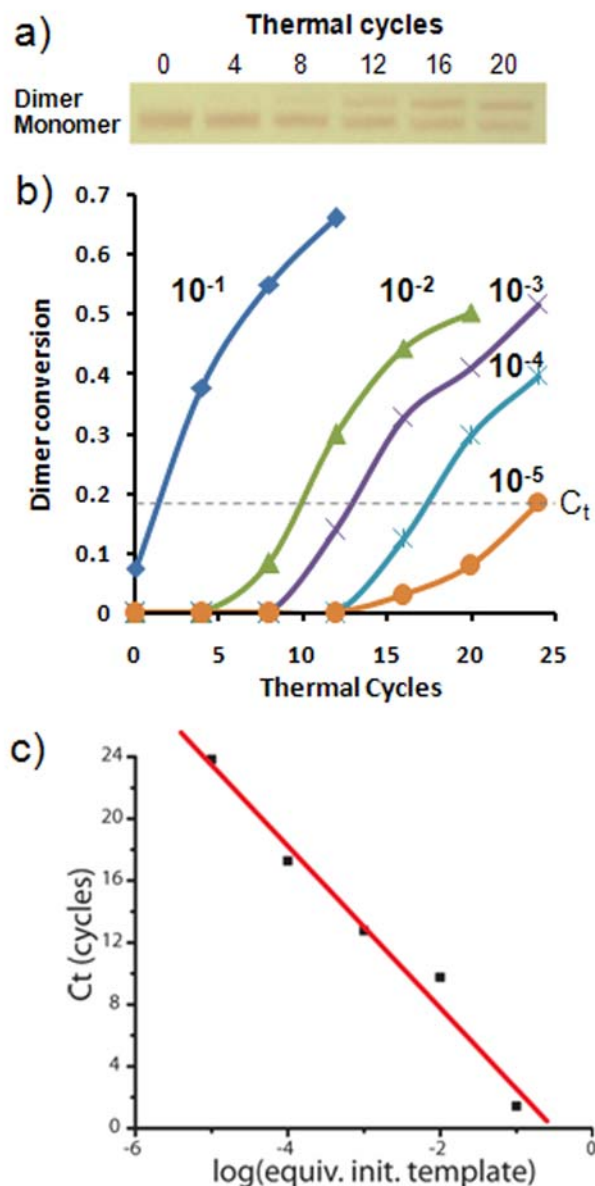 a)
Thermal cycles
0 4 8 12 16 20
Dimer
Monomer
b)
0.7
0.6
0.5
0.4
0.3
0.2
0.1
0
Dimer conversion
10⁻¹
10⁻²
10⁻³
10⁻⁴
10⁻⁵
Cₜ
0 5 10 15 20 25
Thermal Cycles
c)
24
20
16
12
8
4
0
Ct (cycles)
-6 -4 -2 0
log(equiv. init. template)